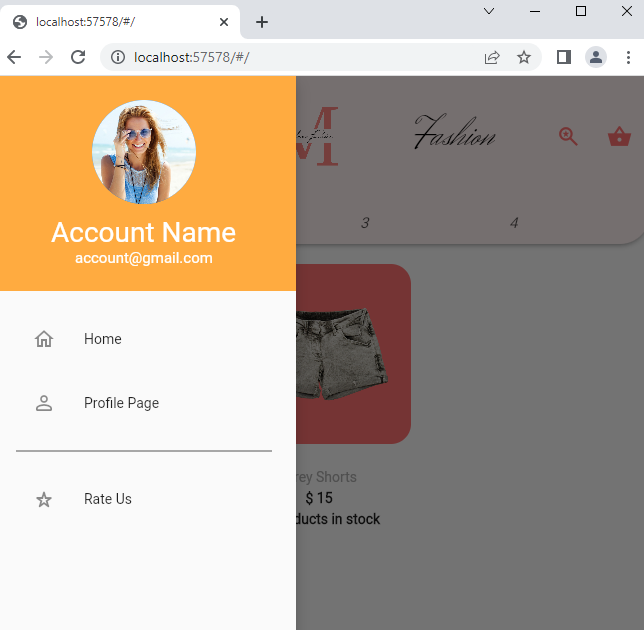 localhost:57578/#/
localhost:57578/#/
M
Fashion
3
4
Account Name
account@gmail.com
Home
Profile Page
Rate Us
rey Shorts
$ 15
ducts in stock